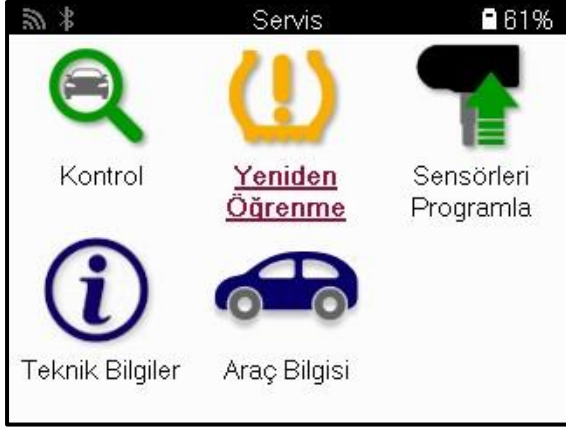 Servis
61%
Kontrol
Yeniden
Öğrenme
Sensörleri
Programla
Teknik Bilgiler
Araç Bilgisi